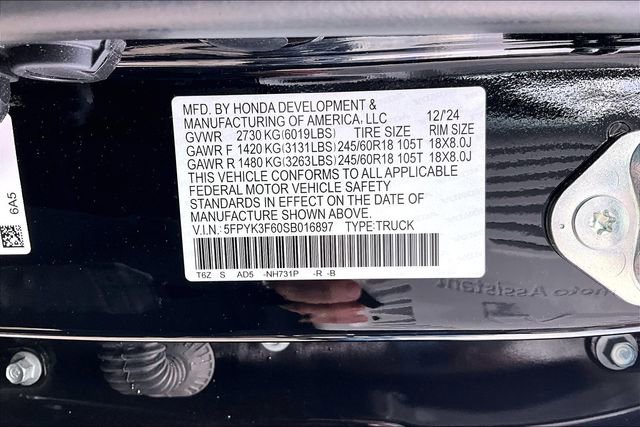 MFD. BY HONDA DEVELOPMENT &
MANUFACTURING OF AMERICA, LLC 12/'24
GVWR 2730 KG(6019LBS) TIRE SIZE RIM SIZE
GAWR F 1420 KG(3131LBS) 245/60R18 105T 18X8.0J
GAWR R 1480 KG(3263LBS) 245/60R18 105T 18X8.0J
THIS VEHICLE CONFORMS TO ALL APPLICABLE
FEDERAL MOTOR VEHICLE SAFETY
STANDARDS IN EFFECT ON THE DATE OF
MANUFACTURE SHOWN ABOVE.
V.I.N.: 5FPYK3F60SB016897 TYPE:TRUCK
T6Z S AD5 -NH731P -R -B
6A5